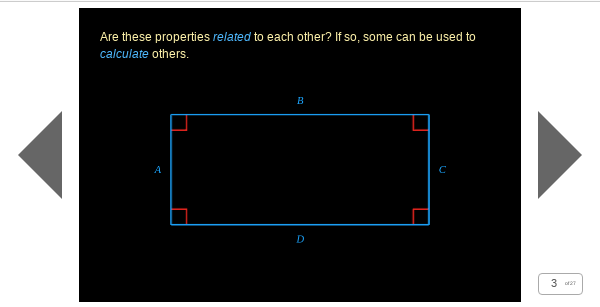 Are these properties related to each other? If so, some can be used to
calculate others.
B
A
C
D
3 of 27